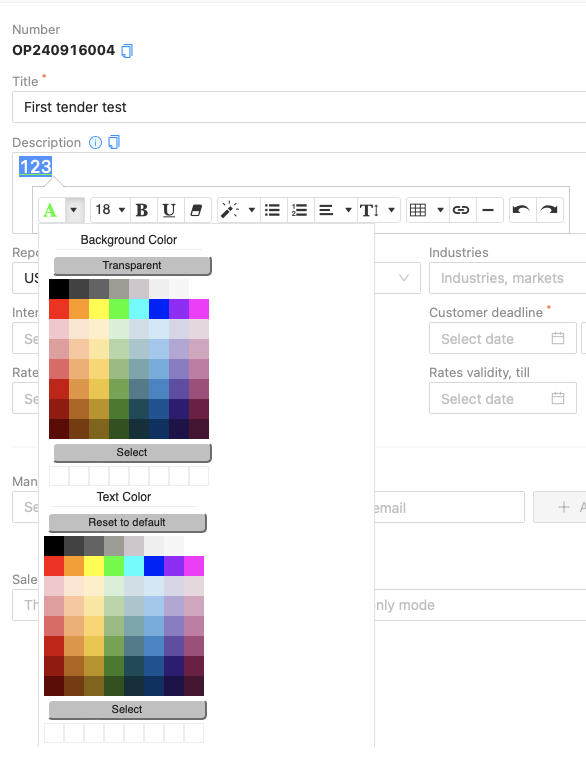 Number
OP240916004
Title *
First tender test
Description
123
A 18 B U T
Background Color
Transparent
Select
Text Color
Reset to default
Select
Repo
US
Industries
Industries, markets
Inter
Se
Customer deadline *
Select date
Rate
Se
Rates validity, till
Select date
Man
Se
email
+ A
Sale
Th
nly mode